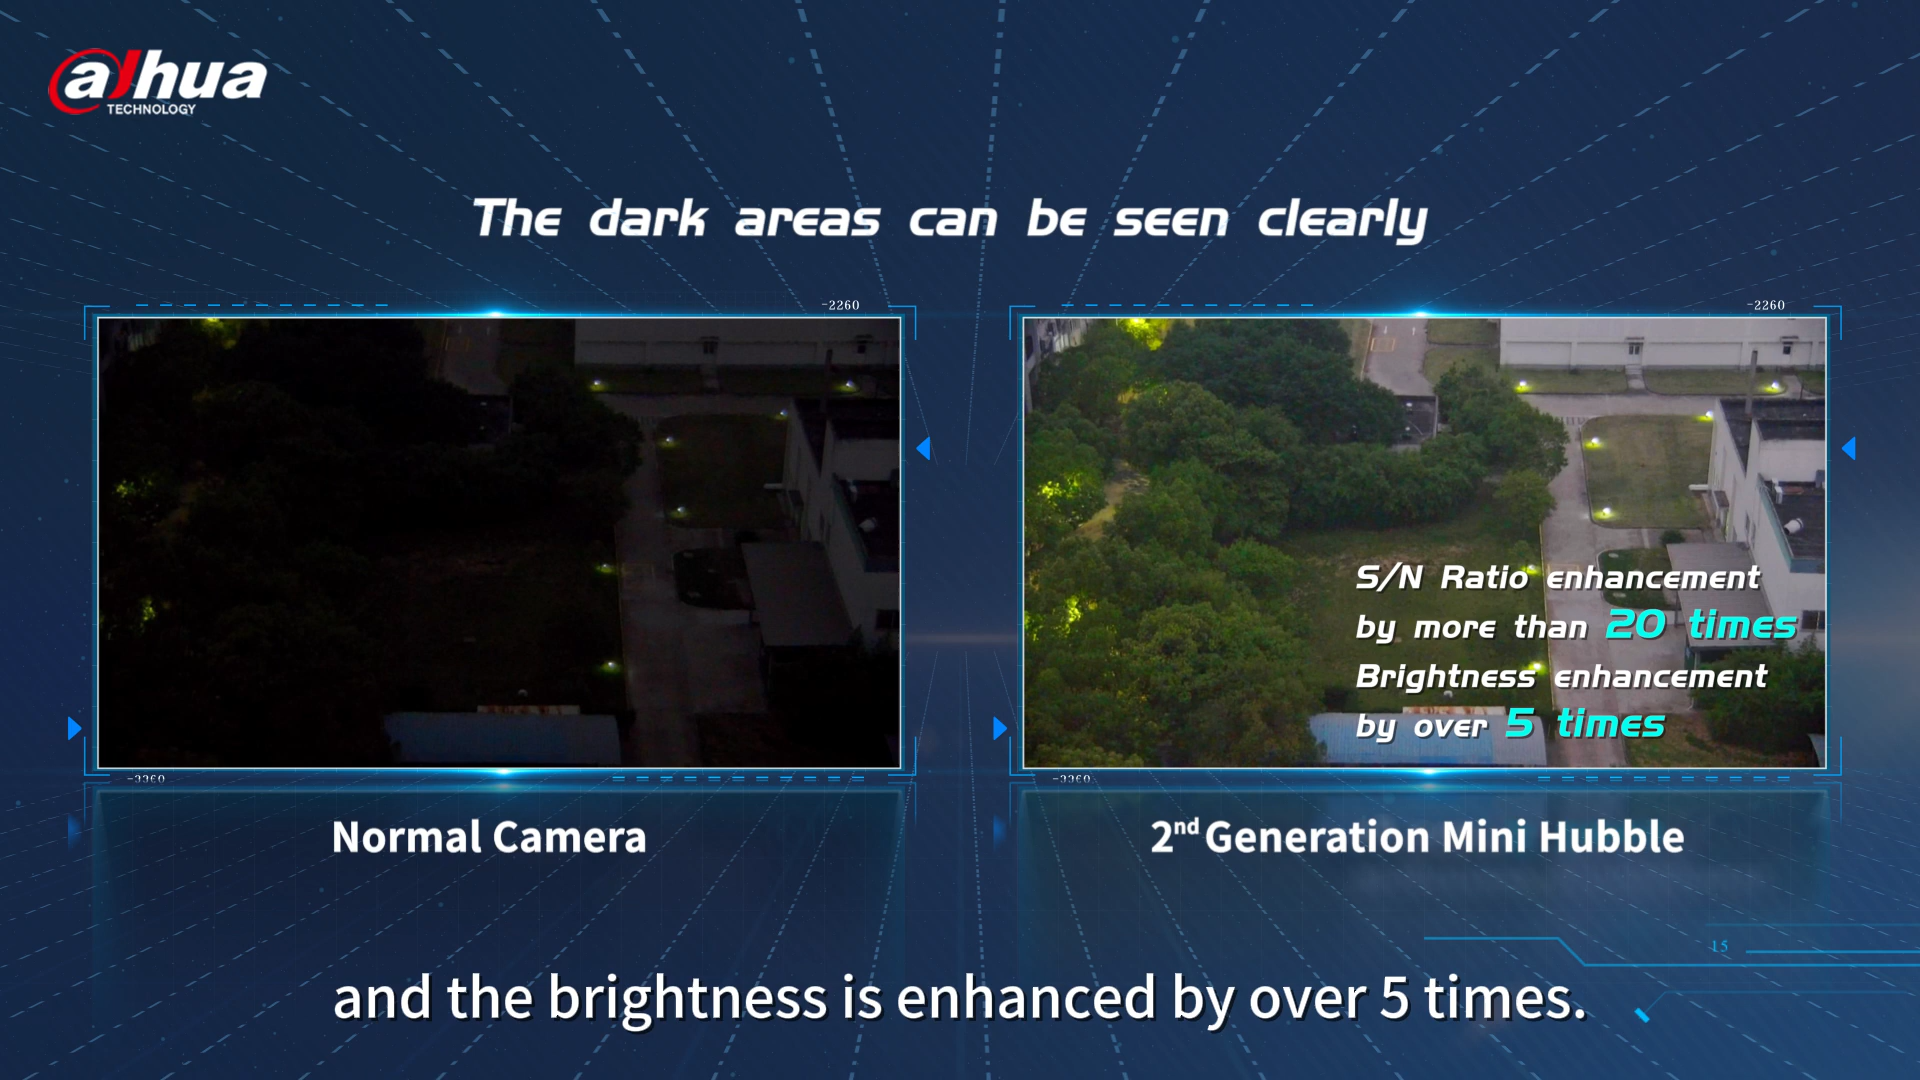 alhua
TECHNOLOGY
The dark areas can be seen clearly
-2260
-2260
S/N Ratio enhancement
by more than 20 times
Brightness enhancement
by over 5 times
Normal Camera
2nd Generation Mini Hubble
15
and the brightness is enhanced by over 5 times.